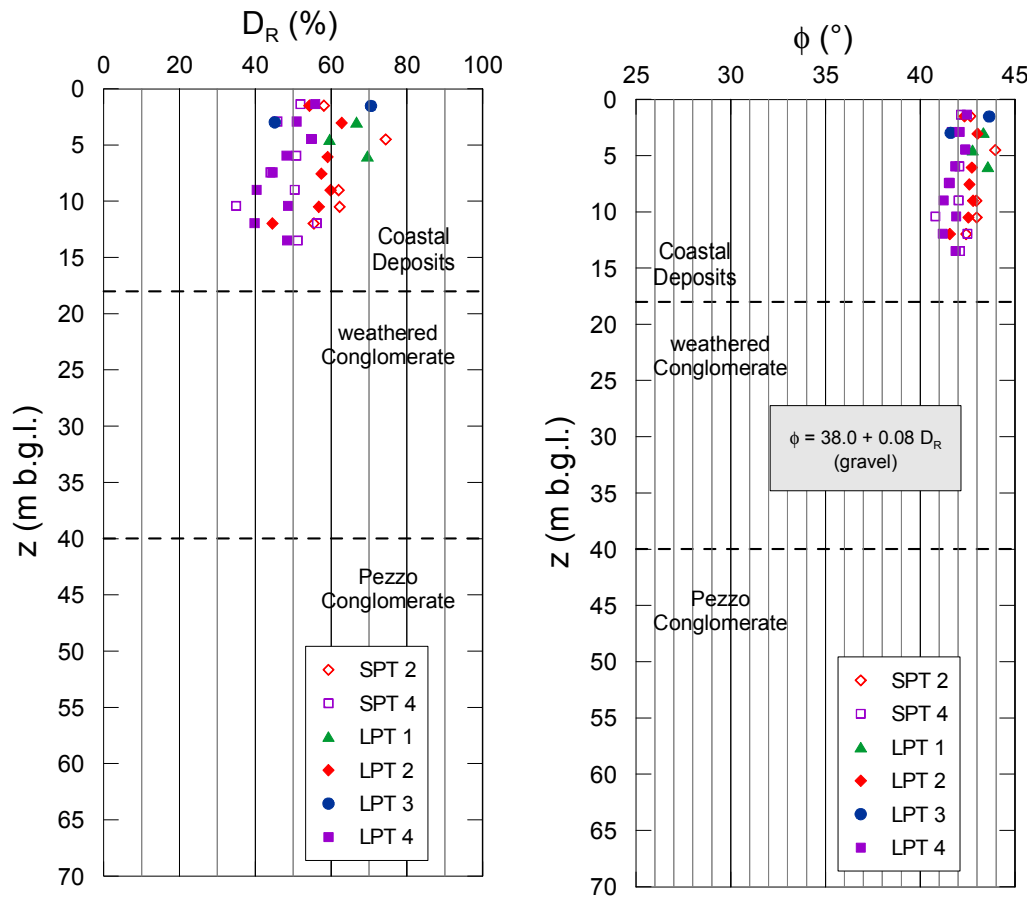 D_R (%)
0 20 40 60 80 100
0
5
10
15
20
25
30
35
40
45
50
55
60
65
70
z (m b.g.l.)
Coastal
Deposits
weathered
Conglomerate
Pezzo
Conglomerate
SPT 2
SPT 4
LPT 1
LPT 2
LPT 3
LPT 4
ϕ (°)
25 30 35 40 45
0
5
10
15
20
25
30
35
40
45
50
55
60
65
70
z (m b.g.l.)
Coastal
Deposits
weathered
Conglomerate
ϕ = 38.0 + 0.08 D_R
(gravel)
Pezzo
Conglomerate
SPT 2
SPT 4
LPT 1
LPT 2
LPT 3
LPT 4